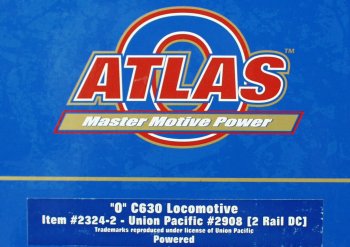 ATLAS™
Master Motive Power
"O" C630 Locomotive
Item #2324-2 - Union Pacific #2908 [2 Rail DC]
Trademarks reproduced under license of Union Pacific
Powered